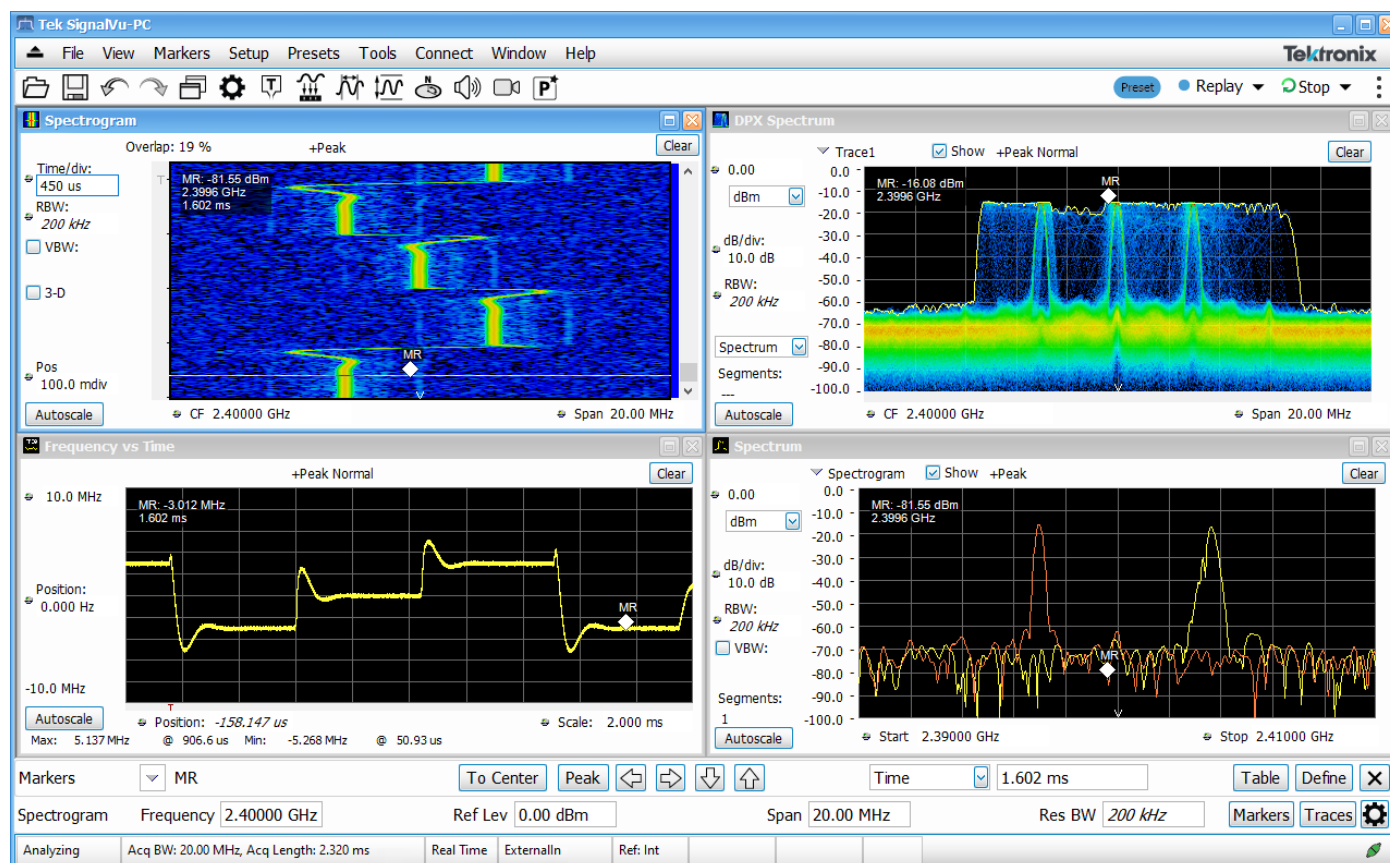 Tek SignalVu-PC
File View Markers Setup Presets Tools Connect Window Help
Tektronix
Preset Replay Stop
Spectrogram
Overlap: 19 % +Peak Clear
Time/div:
450 us
RBW:
200 kHz
VBW:
3-D
Pos
100.0 mdiv
Autoscale
T
MR: -81.55 dBm
2.3996 GHz
1.602 ms
MR
CF 2.40000 GHz Span 20.00 MHz
DPX Spectrum
Trace1 Show +Peak Normal Clear
0.00
dBm
dB/div:
10.0 dB
RBW:
200 kHz
Spectrum
Segments:
---
Autoscale
0.0
-10.0
-20.0
-30.0
-40.0
-50.0
-60.0
-70.0
-80.0
-90.0
-100.0
MR: -16.08 dBm
2.3996 GHz
MR
CF 2.40000 GHz Span 20.00 MHz
Frequency vs Time
+Peak Normal Clear
10.0 MHz
Position:
0.000 Hz
-10.0 MHz
Autoscale
MR: -3.012 MHz
1.602 ms
MR
T
Position: -158.147 us Scale: 2.000 ms
Max: 5.137 MHz @ 906.6 us Min: -5.268 MHz @ 50.93 us
Spectrum
Spectrogram Show +Peak Clear
0.00
dBm
dB/div:
10.0 dB
RBW:
200 kHz
VBW:
Segments:
1
Autoscale
0.0
-10.0
-20.0
-30.0
-40.0
-50.0
-60.0
-70.0
-80.0
-90.0
-100.0
MR: -81.55 dBm
2.3996 GHz
MR
Start 2.39000 GHz Stop 2.41000 GHz
Markers MR To Center Peak Time 1.602 ms Table Define
Spectrogram Frequency 2.40000 GHz Ref Lev 0.00 dBm Span 20.00 MHz Res BW 200 kHz Markers Traces
Analyzing Acq BW: 20.00 MHz, Acq Length: 2.320 ms Real Time ExternalIn Ref: Int